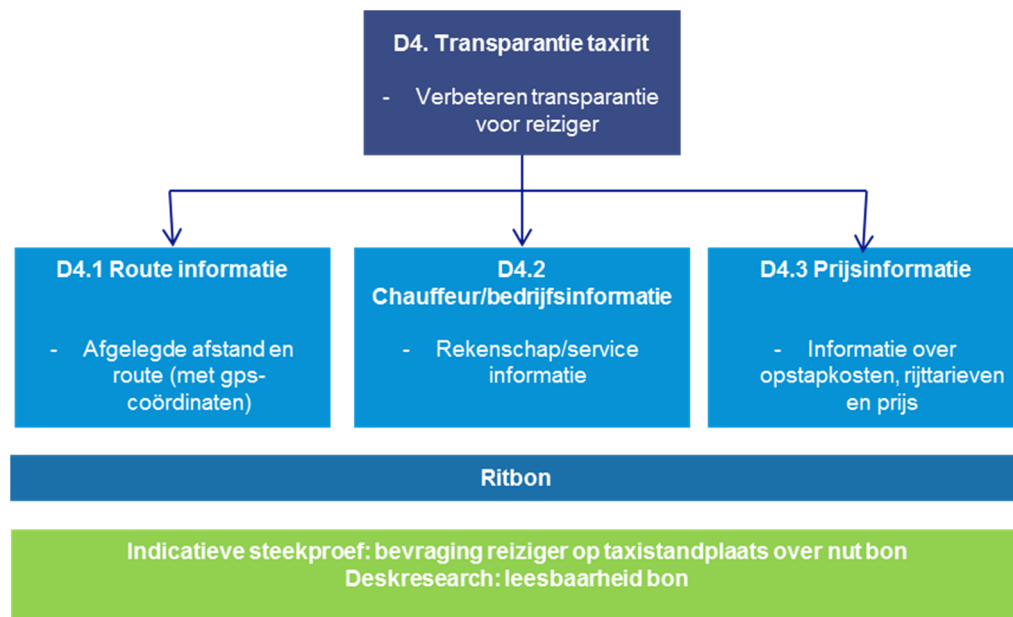 D4. Transparantie taxirit
- Verbeteren transparantie
voor reiziger
D4.1 Route informatie
- Afgelegde afstand en
route (met gps-
coördinaten)
D4.2
Chauffeur/bedrijfsinformatie
- Rekenschap/service
informatie
D4.3 Prijsinformatie
- Informatie over
opstapkosten, rijttarieven
en prijs
Ritbon
Indicatieve steekproef: bevraging reiziger op taxistandplaats over nut bon
Deskresearch: leesbaarheid bon